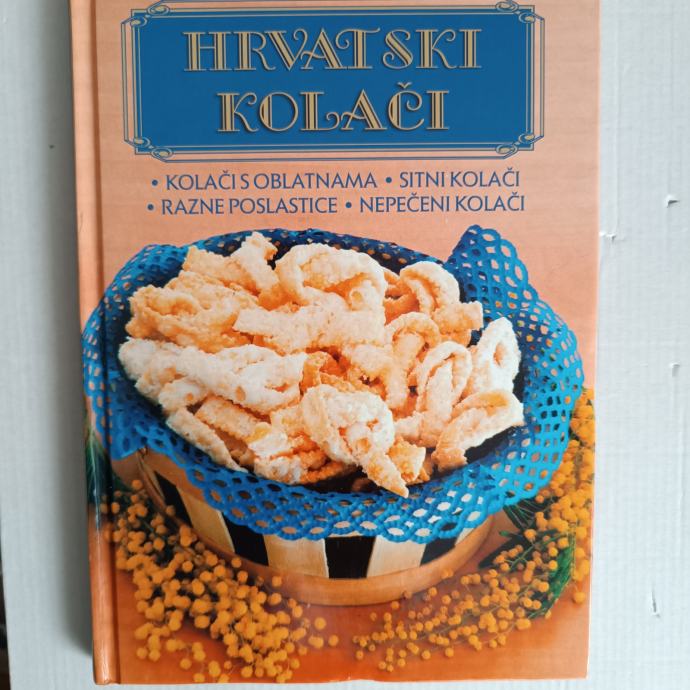 HRVATSKI
KOLAČI
• KOLAČI S OBLATNAMA • SITNI KOLAČI
• RAZNE POSLASTICE • NEPEČENI KOLAČI